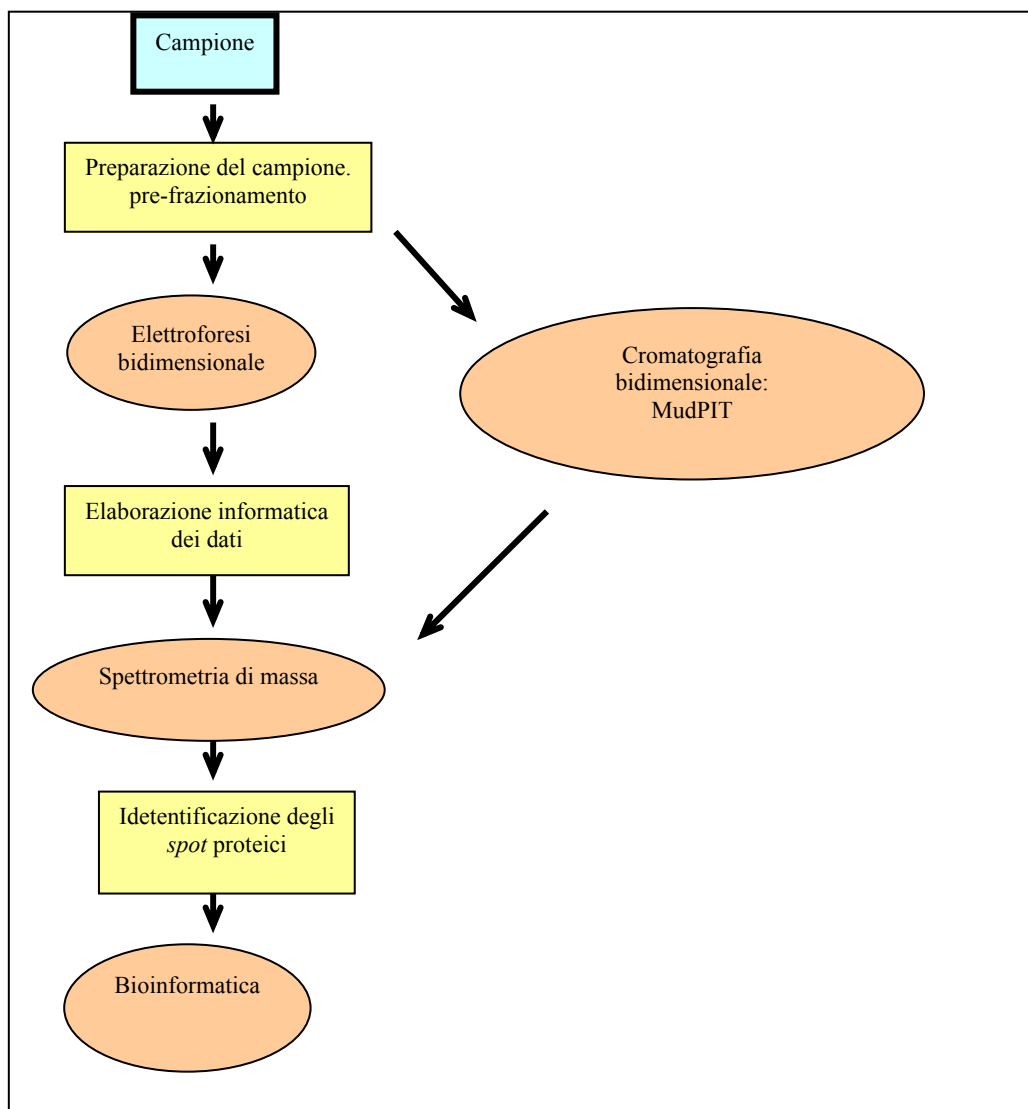 Campione
Preparazione del campione.
pre-frazionamento
Elettroforesi
bidimensionale
Cromatografia
bidimensionale:
MudPIT
Elaborazione informatica
dei dati
Spettrometria di massa
Idetentificazione degli
spot proteici
Bioinformatica